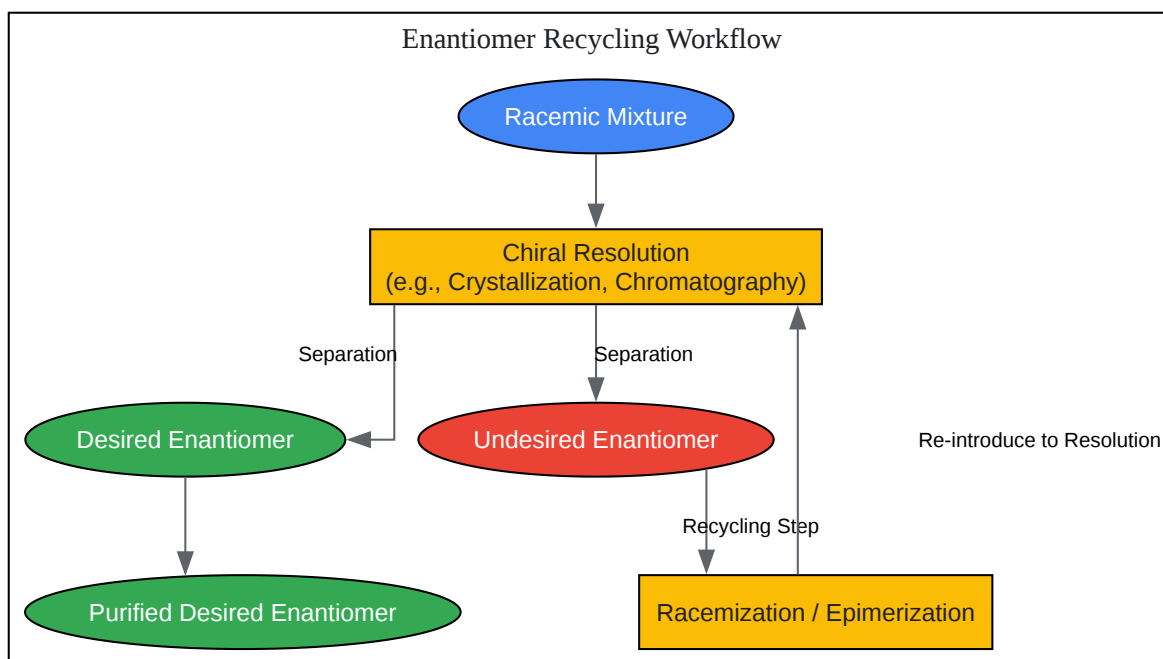 Enantiomer Recycling Workflow
Racemic Mixture
Chiral Resolution
(e.g., Crystallization, Chromatography)
Separation
Separation
Desired Enantiomer
Undesired Enantiomer
Re-introduce to Resolution
Recycling Step
Purified Desired Enantiomer
Racemization / Epimerization